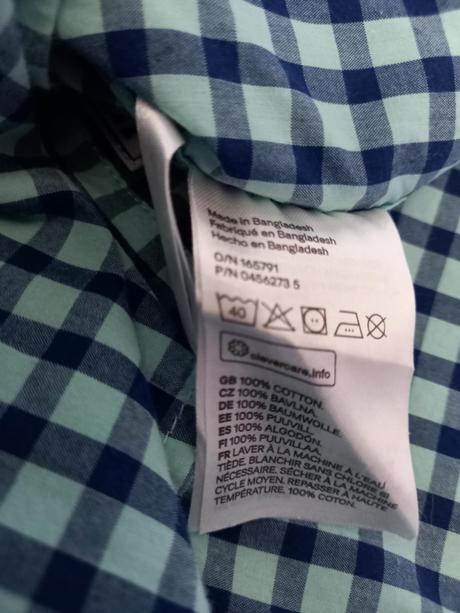 Made in Bangladesh
Fabriqué en Bangladesh
Hecho en Bangladesh
O/N 165791
P/N 0456273 5
40
clevercare.info
GB 100% COTTON.
CZ 100% BAVLNA.
DE 100% BAUMWOLLE.
EE 100% PUUVILL.
ES 100% ALGODÓN.
FI 100% PUUVILLAA.
FR LAVER À LA MACHINE À L'EAU
TIÈDE. BLANCHIR SANS CHLORE SI
NÉCESSAIRE. SÉCHER À LA MACHINE
CYCLE MOYEN. REPASSER À HAUTE
TEMPÉRATURE. 100% COTON.